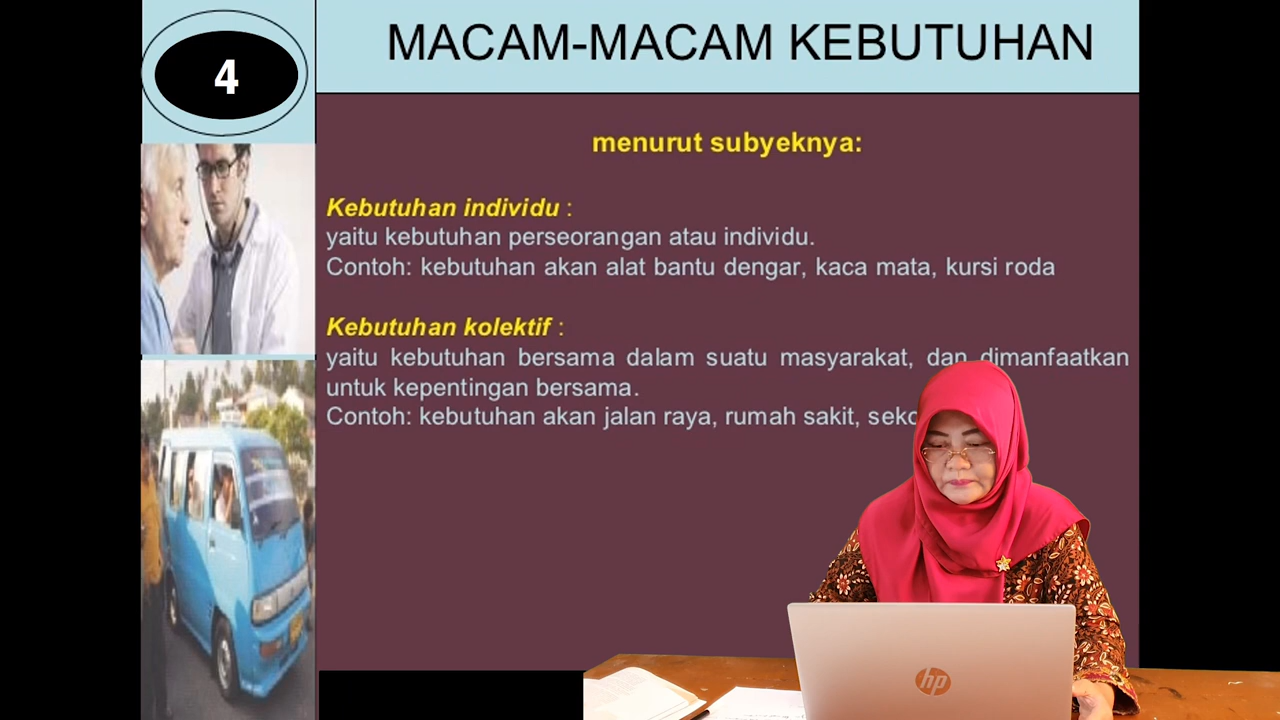 4
MACAM-MACAM KEBUTUHAN
menurut subyeknya:
Kebutuhan individu :
yaitu kebutuhan perseorangan atau individu.
Contoh: kebutuhan akan alat bantu dengar, kaca mata, kursi roda
Kebutuhan kolektif :
yaitu kebutuhan bersama dalam suatu masyarakat, dan dimanfaatkan
untuk kepentingan bersama.
Contoh: kebutuhan akan jalan raya, rumah sakit,
hp